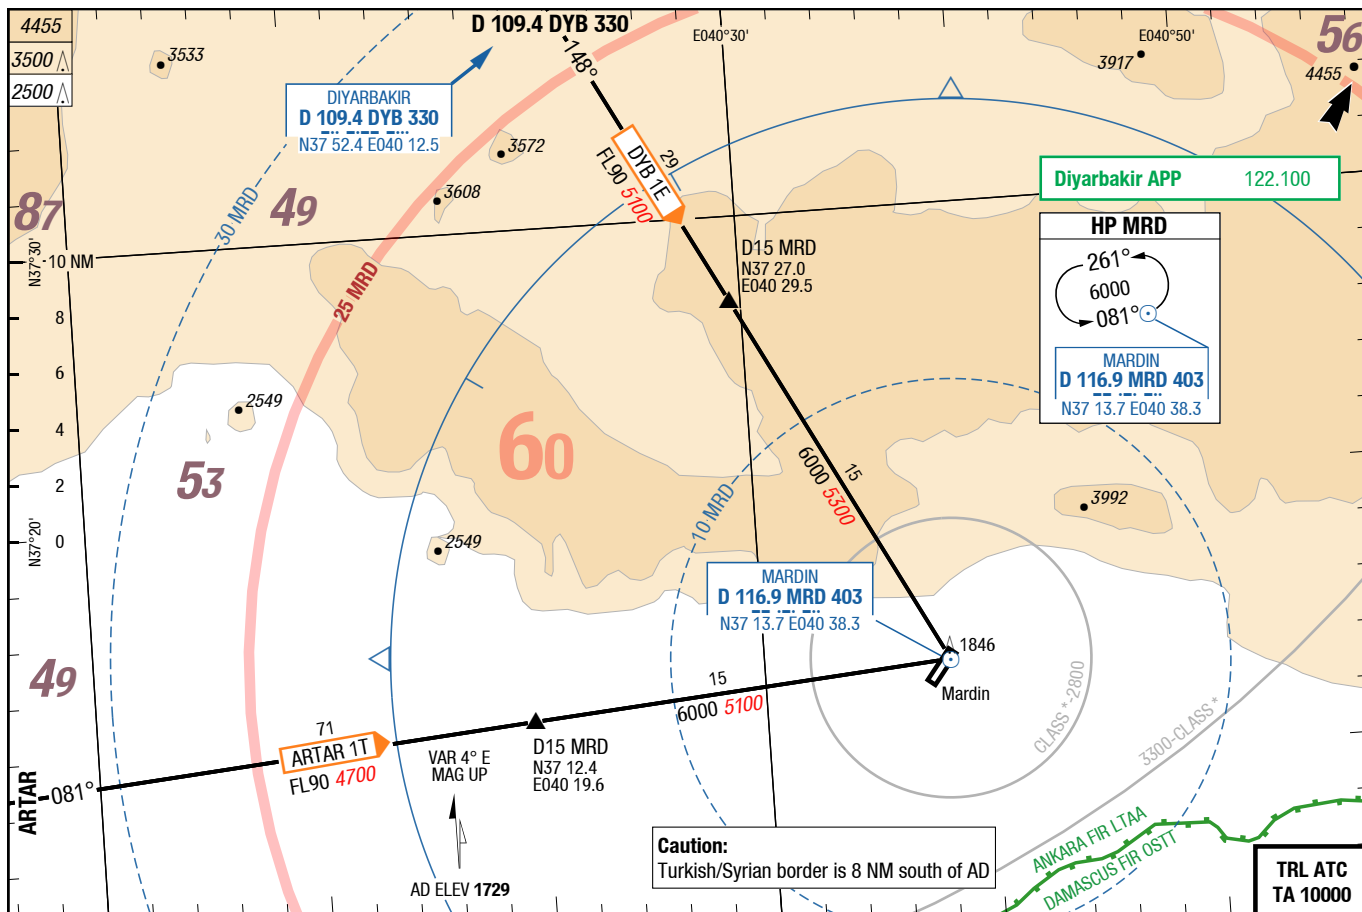 4455
3500
2500
3533
D 109.4 DYB 330
148°
E040°30'
E040°50'
3917
56
4455
DIYARBAKIR
D 109.4 DYB 330
N37 52.4 E040 12.5
3572
3608
29
DYB 1E
FL90 5100
Diyarbakir APP 122.100
87
30 MRD
49
N37°30'
10 NM
25 MRD
D15 MRD
N37 27.0
E040 29.5
HP MRD
261°
6000
081°
MARDIN
D 116.9 MRD 403
N37 13.7 E040 38.3
8
6
4
2
0
N37°20'
2549
53
60
15
6000 5300
10 MRD
3992
2549
MARDIN
D 116.9 MRD 403
N37 13.7 E040 38.3
1846
Mardin
49
15
6000 5100
CLASS *-2800
3300-CLASS *
71
ARTAR 1T
FL90 4700
D15 MRD
N37 12.4
E040 19.6
VAR 4° E
MAG UP
081°
ARTAR
AD ELEV 1729
Caution:
Turkish/Syrian border is 8 NM south of AD
ANKARA FIR LTAA
DAMASCUS FIR OSTT
TRL ATC
TA 10000